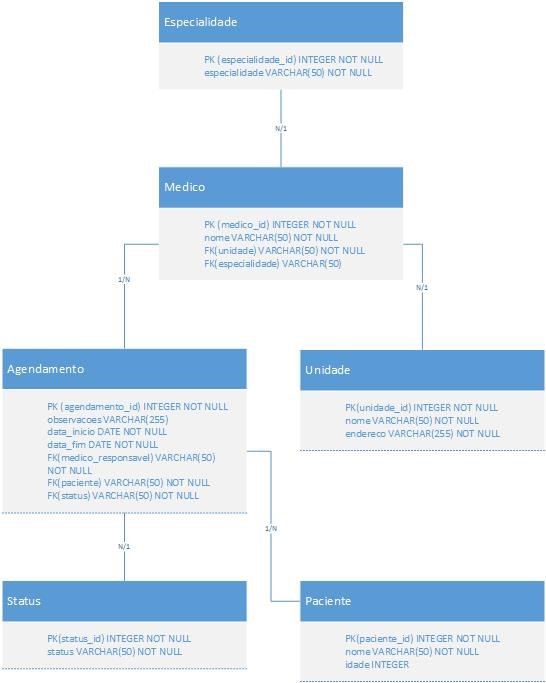 Especialidade
PK (especialidade_id) INTEGER NOT NULL
especialidade VARCHAR(50) NOT NULL
N/1
Medico
PK (medico_id) INTEGER NOT NULL
nome VARCHAR(50) NOT NULL
FK(unidade) VARCHAR(50) NOT NULL
FK(especialidade) VARCHAR(50)
1/N
N/1
Agendamento
PK (agendamento_id) INTEGER NOT NULL
observacoes VARCHAR(255)
data_inicio DATE NOT NULL
data_fim DATE NOT NULL
FK(medico_responsavel) VARCHAR(50)
NOT NULL
FK(paciente) VARCHAR(50) NOT NULL
FK(status) VARCHAR(50) NOT NULL
Unidade
PK(unidade_id) INTEGER NOT NULL
nome VARCHAR(50) NOT NULL
endereco VARCHAR(255) NOT NULL
N/1
1/N
Status
PK(status_id) INTEGER NOT NULL
status VARCHAR(50) NOT NULL
Paciente
PK(paciente_id) INTEGER NOT NULL
nome VARCHAR(50) NOT NULL
idade INTEGER